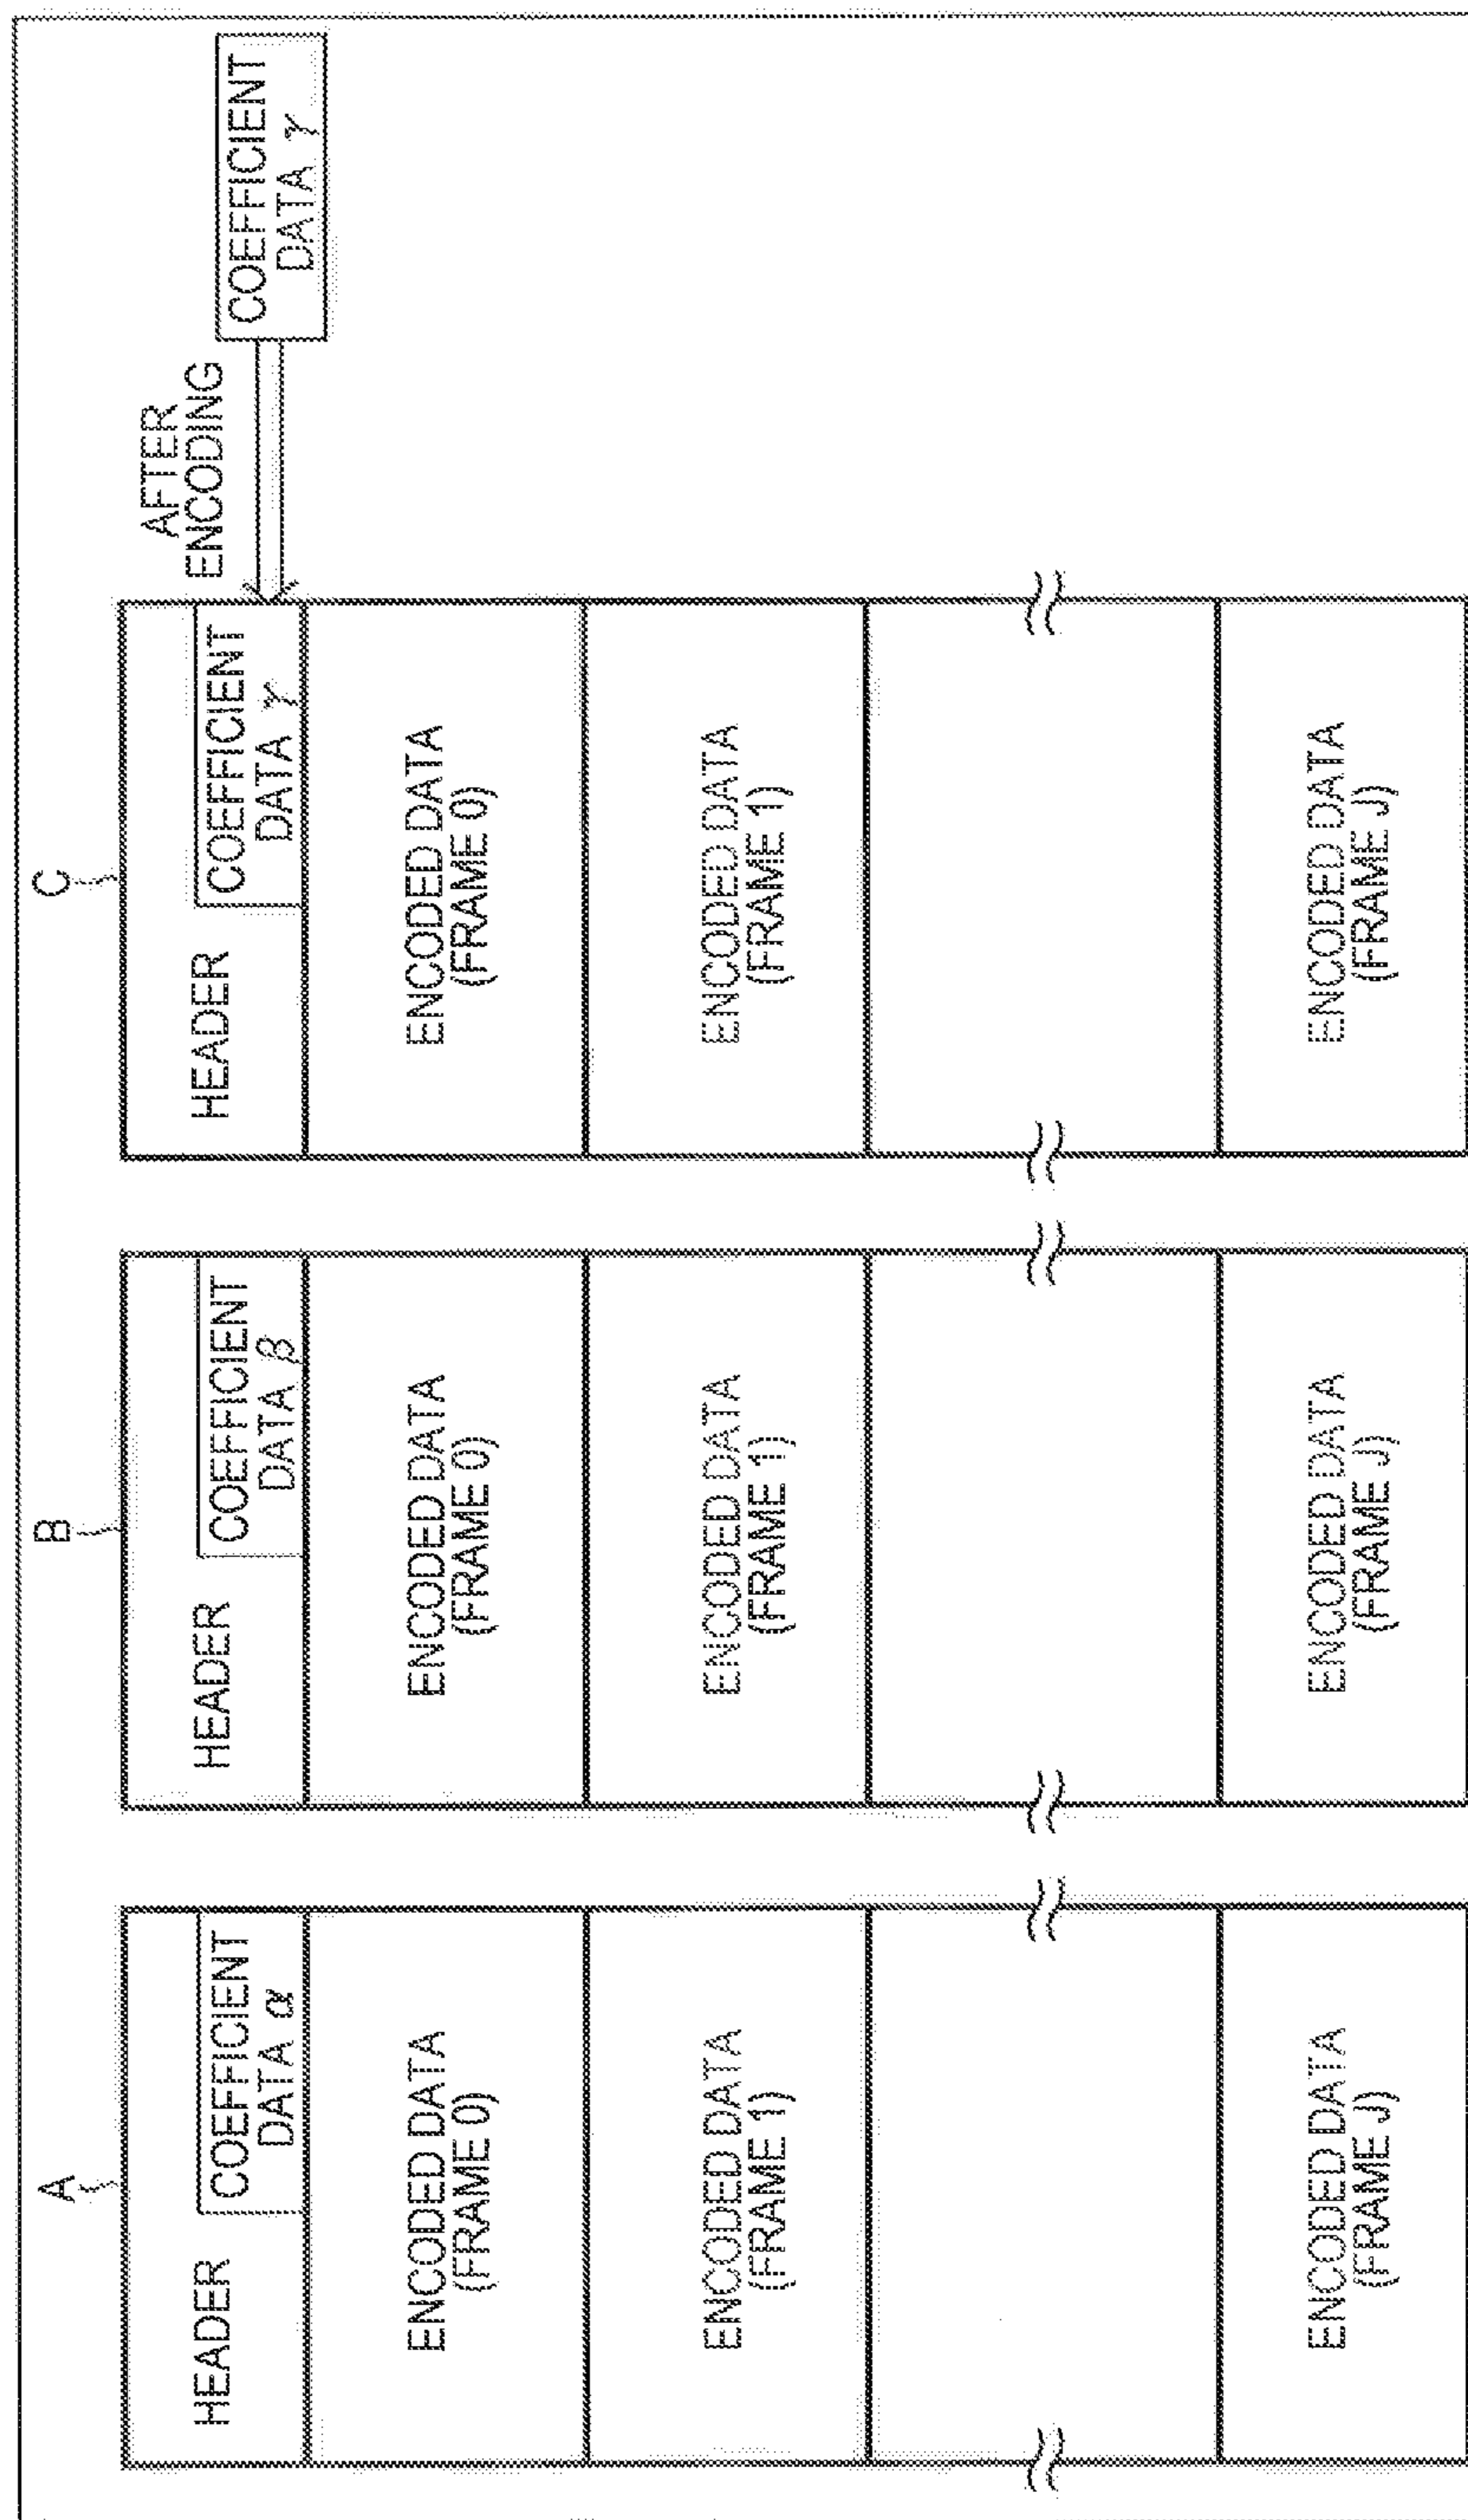 A
HEADER
COEFFICIENT
DATA α
ENCODED DATA
(FRAME 0)
ENCODED DATA
(FRAME 1)
ENCODED DATA
(FRAME J)
B
HEADER
COEFFICIENT
DATA β
ENCODED DATA
(FRAME 0)
ENCODED DATA
(FRAME 1)
ENCODED DATA
(FRAME J)
C
HEADER
COEFFICIENT
DATA γ
ENCODED DATA
(FRAME 0)
ENCODED DATA
(FRAME 1)
ENCODED DATA
(FRAME J)
AFTER
ENCODING
COEFFICIENT
DATA γ